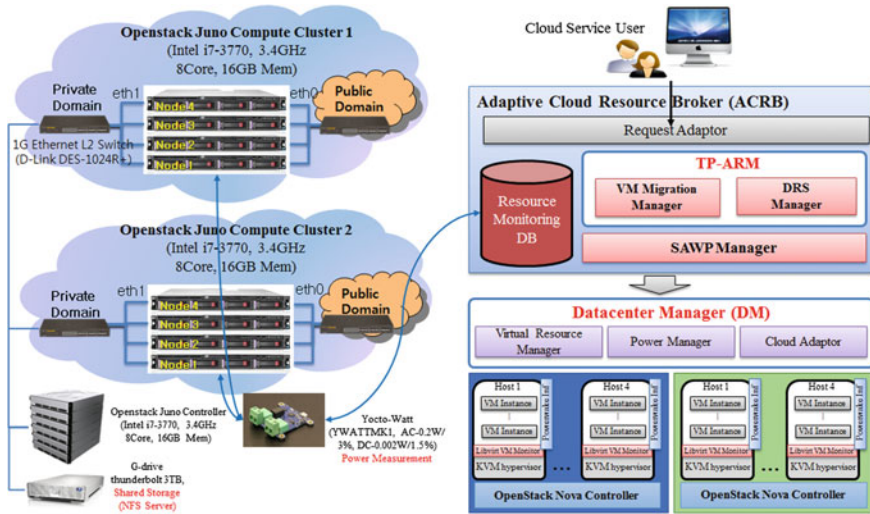 Openstack Juno Compute Cluster 1
(Intel i7-3770, 3.4GHz
8Core, 16GB Mem)
Private
Domain
eth1
eth0
Public
Domain
Node4
Node3
Node2
Node1
1G Ethernet L2 Switch
(D-Link DES-1024R+)
Openstack Juno Compute Cluster 2
(Intel i7-3770, 3.4GHz
8Core, 16GB Mem)
Private
Domain
eth1
eth0
Public
Domain
Node4
Node3
Node2
Node1
Openstack Juno Controller
(Intel i7-3770, 3.4GHz
8Core, 16GB Mem)
G-drive
thunderbolt 3TB,
Shared Storage
(NFS Server)
Yocto-Watt
(YWATTMK1, AC-0.2W/
3%, DC-0.002W/1.5%)
Power Measurement
Cloud Service User
Adaptive Cloud Resource Broker (ACRB)
Request Adaptor
Resource
Monitoring
DB
TP-ARM
VM Migration
Manager
DRS
Manager
SAWP Manager
Datacenter Manager (DM)
Virtual Resource
Manager
Power Manager
Cloud Adaptor
Host 1
VM Instance
VM Instance
Libvirt VM Monitor
KVM hypervisor
Powerwake Inf
...
Host 4
VM Instance
VM Instance
Libvirt VM Monitor
KVM hypervisor
Powerwake Inf
OpenStack Nova Controller
Host 1
VM Instance
VM Instance
Libvirt VM Monitor
KVM hypervisor
Powerwake Inf
...
Host 4
VM Instance
VM Instance
Libvirt VM Monitor
KVM hypervisor
Powerwake Inf
OpenStack Nova Controller